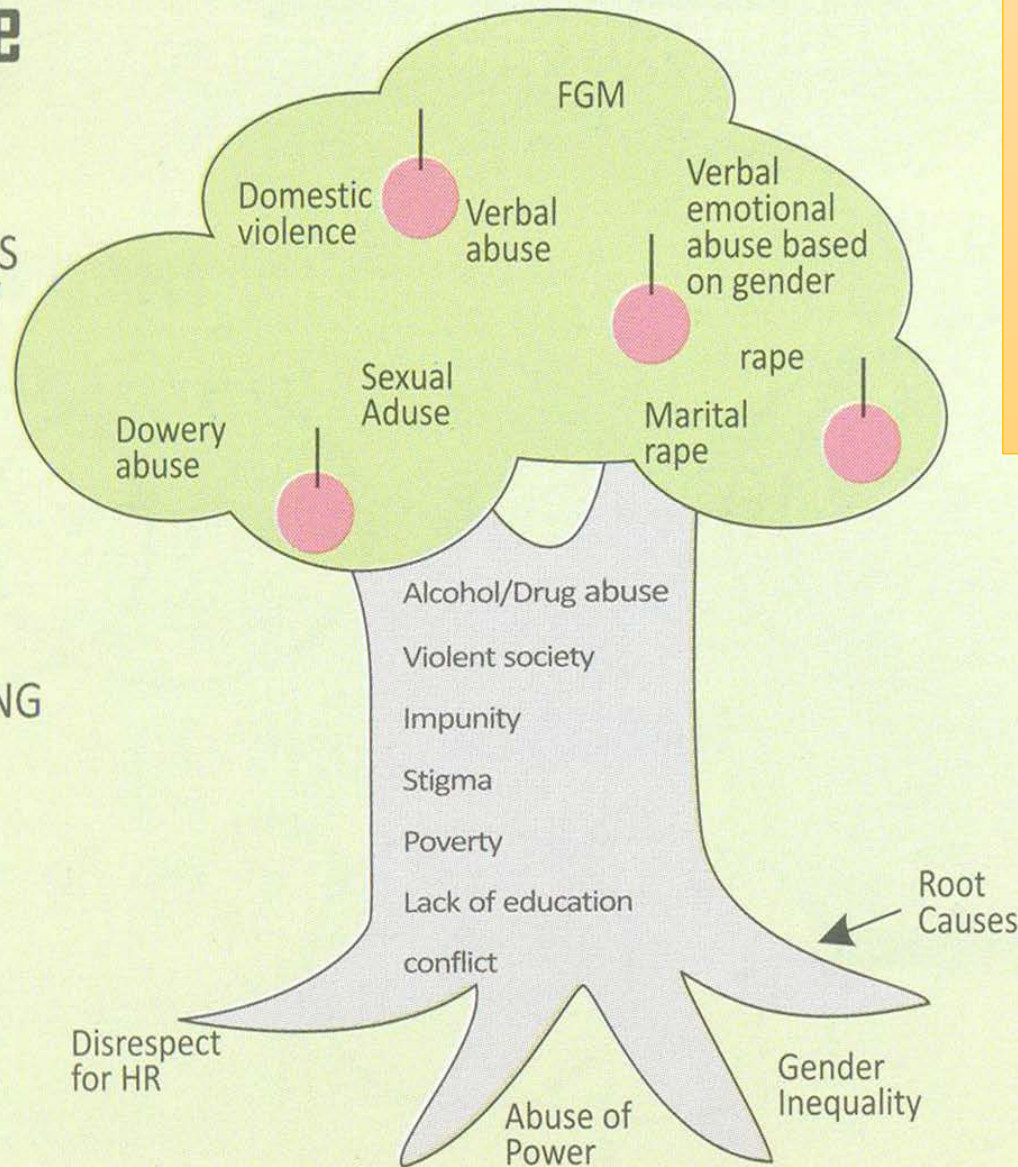 e
FGM
Domestic
violence
Verbal
abuse
Verbal
emotional
abuse based
on gender
S
rape
Sexual
Aduse
Marital
rape
Dowery
abuse
Alcohol/Drug abuse
Violent society
NG
Impunity
Stigma
Poverty
Lack of education
conflict
Root
Causes
Disrespect
for HR
Abuse of
Power
Gender
Inequality